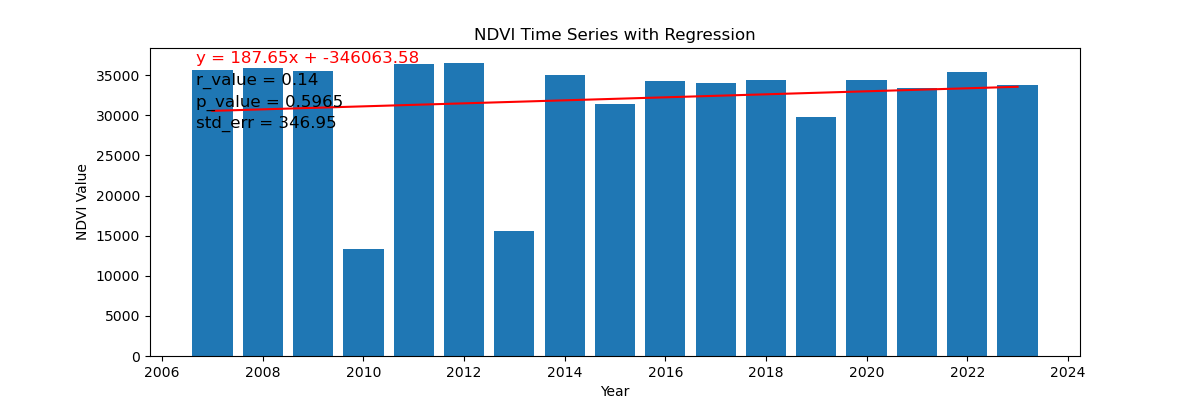 NDVI Time Series with Regression
y = 187.65x + -346063.58
r_value = 0.14
p_value = 0.5965
std_err = 346.95
35000
30000
25000
20000
15000
10000
5000
0
NDVI Value
2006 2008 2010 2012 2014 2016 2018 2020 2022 2024
Year